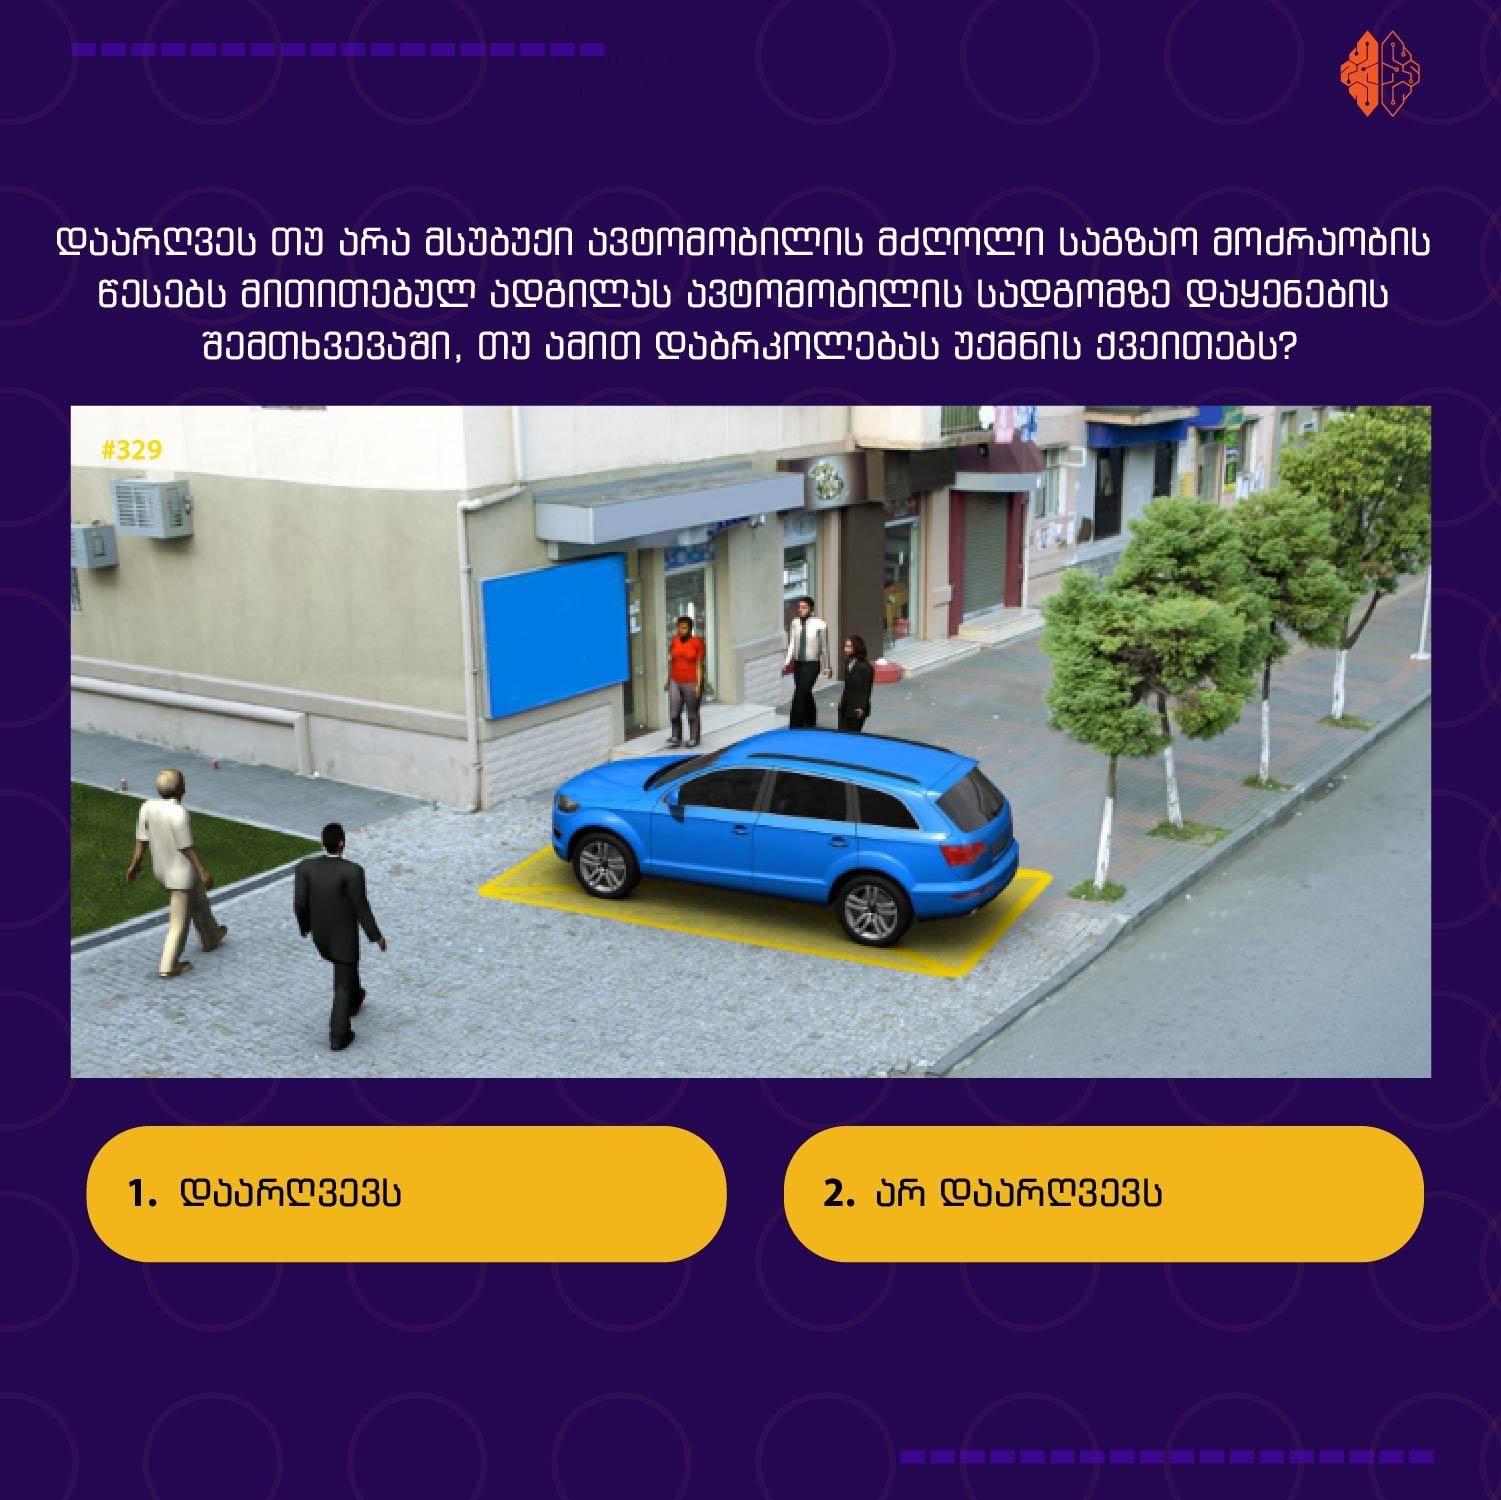 დაარღვევს თუ არა მსუბუქი ავტომობილის მძღოლი საგზაო მოძრაობის
წესებს მითითებულ ადგილას ავტომობილის სადგომზე დაყენების
შემთხვევაში, თუ ამით დაბრკოლებას უქმნის ქვეითებს?
#329
1. დაარღვევს
2. არ დაარღვევს